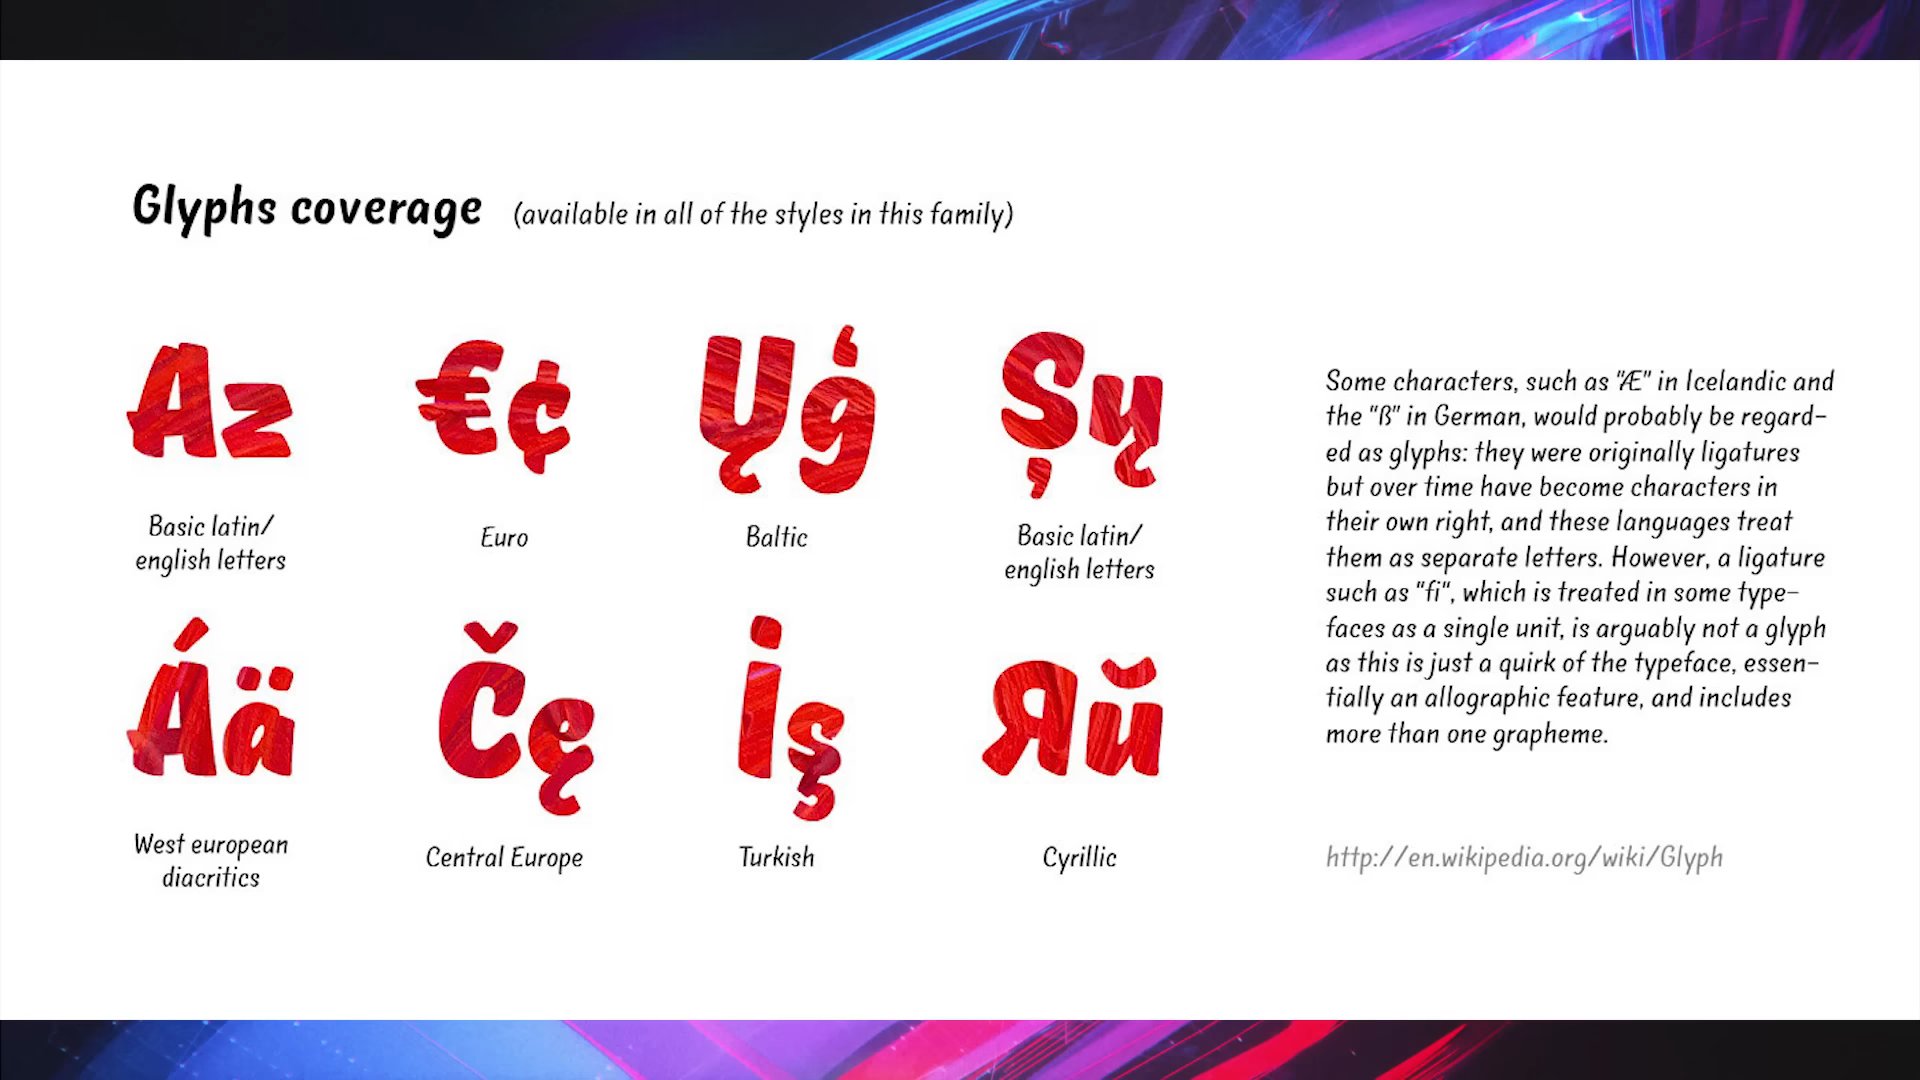 Glyphs coverage (available in all of the styles in this family)
Az
€¢
Ųģ
Șų
Basic latin/
english letters
Euro
Baltic
Basic latin/
english letters
Áä
Čę
İş
Яй
West european
diacritics
Central Europe
Turkish
Cyrillic
Some characters, such as "Æ" in Icelandic and
the "ß" in German, would probably be regard-
ed as glyphs: they were originally ligatures
but over time have become characters in
their own right, and these languages treat
them as separate letters. However, a ligature
such as "fi", which is treated in some type-
faces as a single unit, is arguably not a glyph
as this is just a quirk of the typeface, essen-
tially an allographic feature, and includes
more than one grapheme.
http://en.wikipedia.org/wiki/Glyph